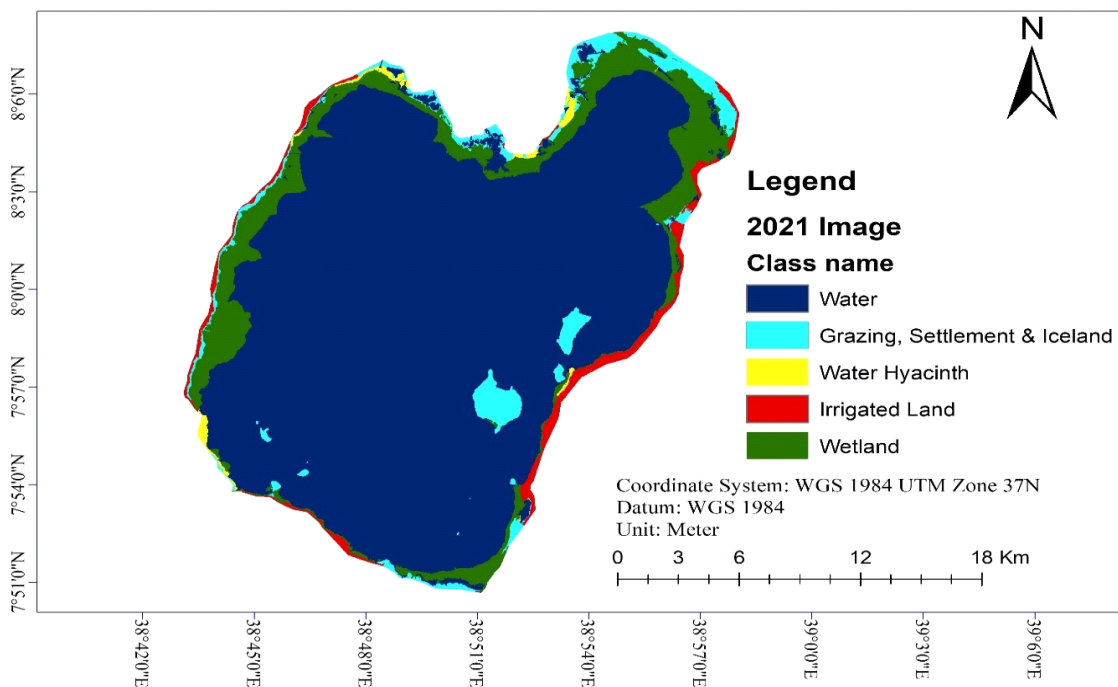 N
8°6'0"N
8°3'0"N
8°0'0"N
7°57'0"N
7°54'0"N
7°51'0"N
Legend
2021 Image
Class name
Water
Grazing, Settlement & Iceland
Water Hyacinth
Irrigated Land
Wetland
Coordinate System: WGS 1984 UTM Zone 37N
Datum: WGS 1984
Unit: Meter
0 3 6 12 18 Km
38°42'0"E
38°45'0"E
38°48'0"E
38°51'0"E
38°54'0"E
38°57'0"E
39°0'0"E
39°3'0"E
39°6'0"E